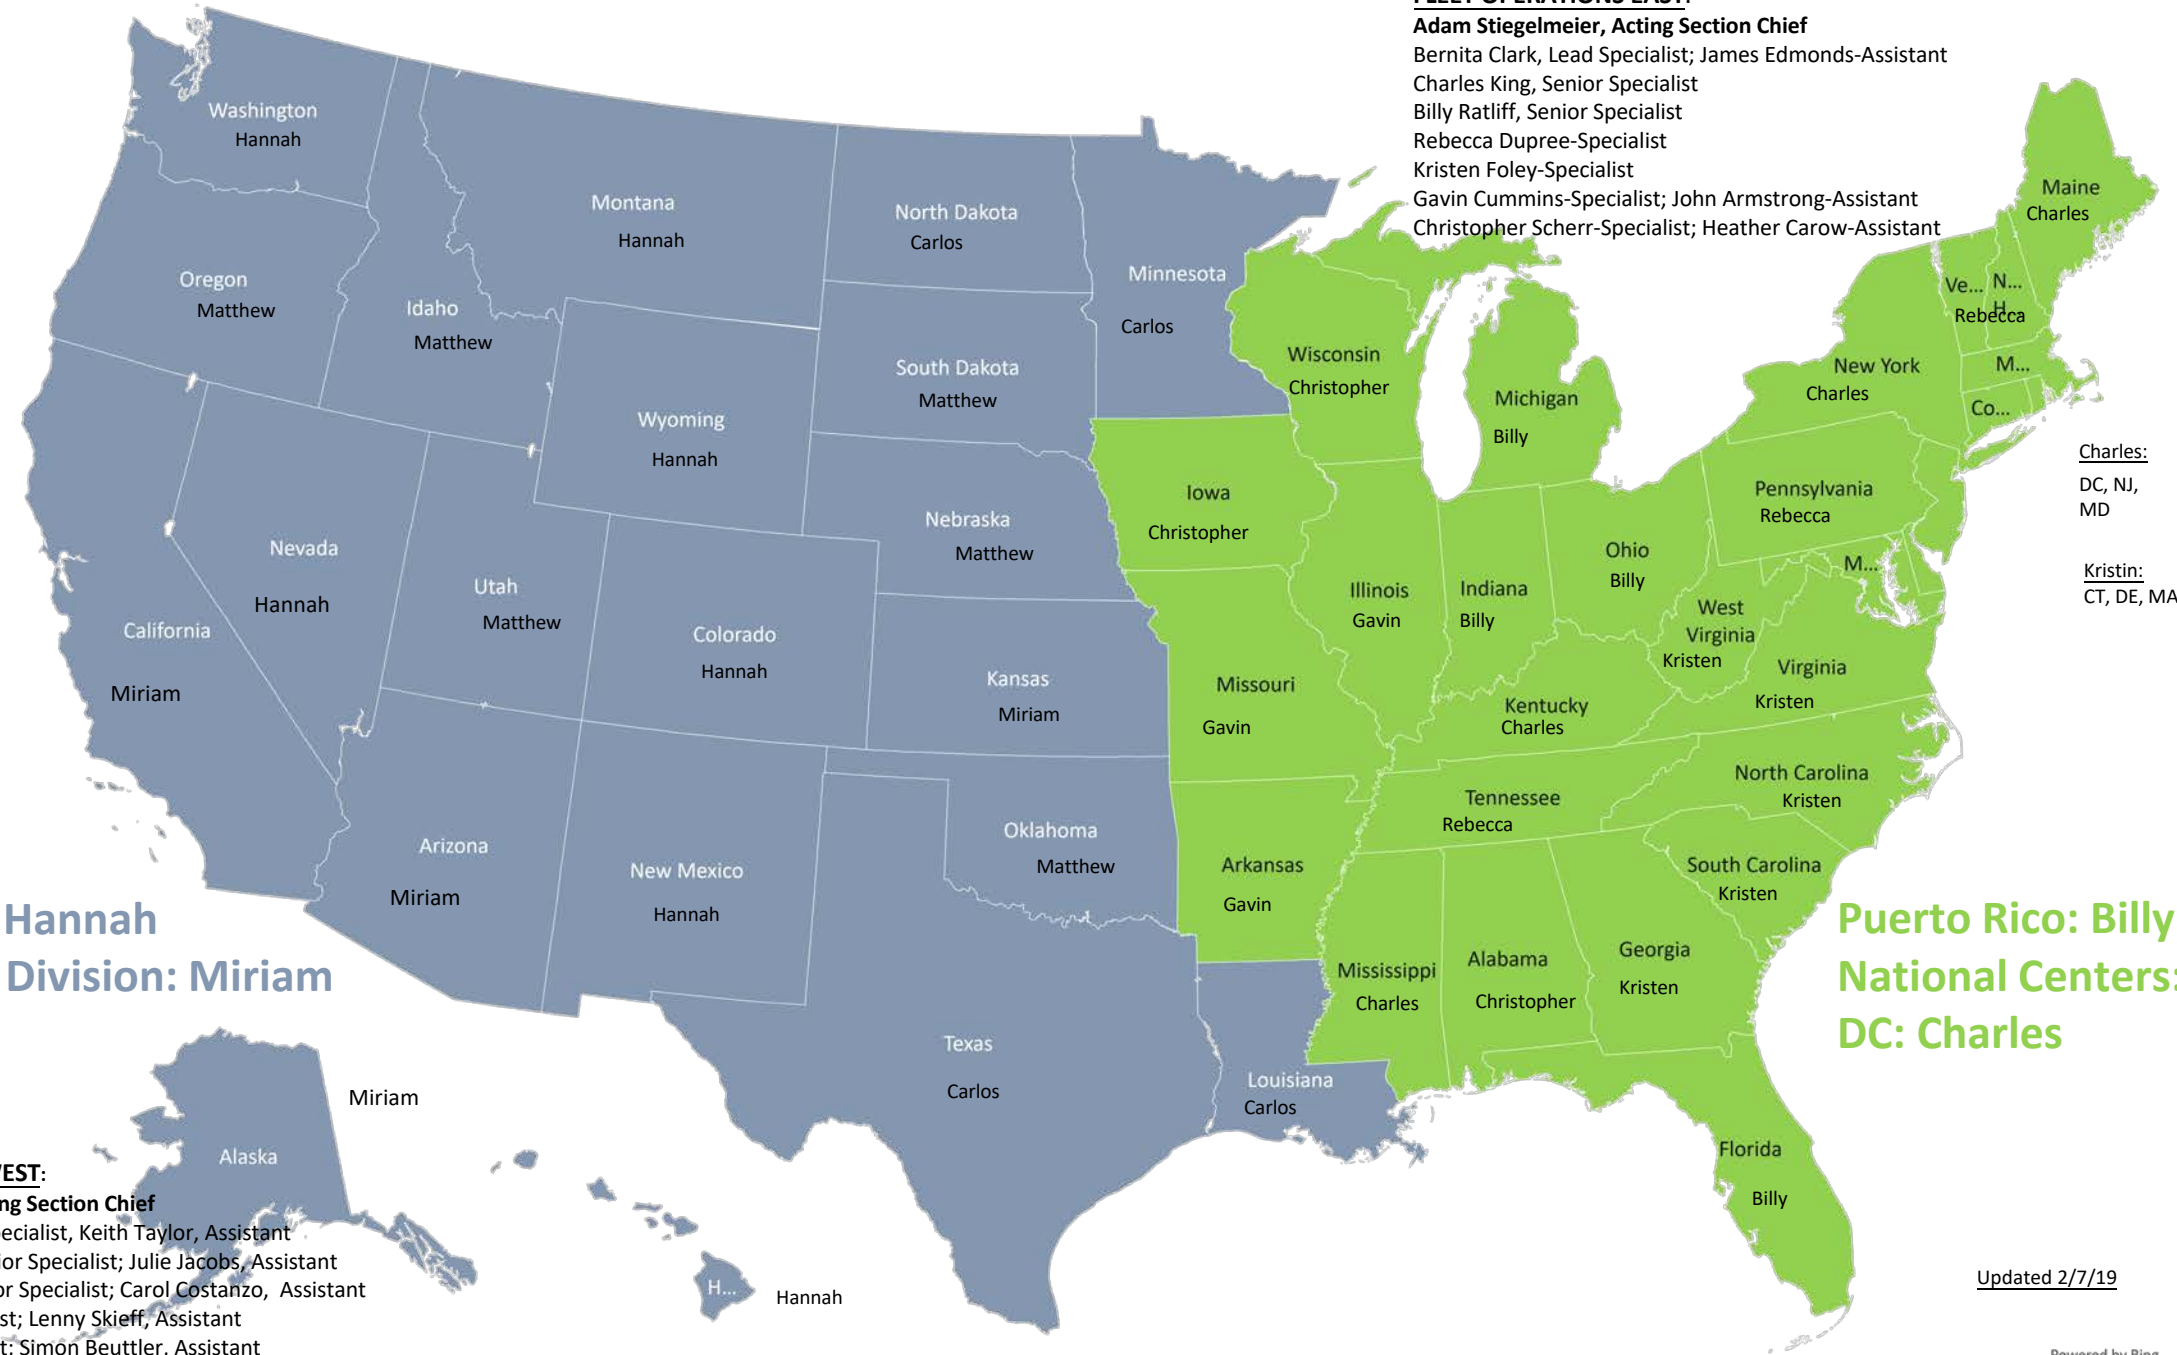 FLEET OPERATIONS EAST:
Adam Stiegelmeier, Acting Section Chief
Bernita Clark, Lead Specialist; James Edmonds-Assistant
Charles King, Senior Specialist
Billy Ratliff, Senior Specialist
Rebecca Dupree-Specialist
Kristen Foley-Specialist
Gavin Cummins-Specialist; John Armstrong-Assistant
Christopher Scherr-Specialist; Heather Carow-Assistant
Washington
Hannah
Montana
Hannah
North Dakota
Carlos
Minnesota
Carlos
Oregon
Matthew
Idaho
Matthew
Wyoming
Hannah
South Dakota
Matthew
Nebraska
Matthew
Nevada
Hannah
Utah
Matthew
Colorado
Hannah
Kansas
Miriam
California
Miriam
Arizona
Miriam
New Mexico
Hannah
Oklahoma
Matthew
Texas
Carlos
Louisiana
Carlos
Alaska
Miriam
H...
Hannah
Wisconsin
Christopher
Michigan
Billy
Iowa
Christopher
Illinois
Gavin
Indiana
Billy
Ohio
Billy
Missouri
Gavin
Kentucky
Charles
West
Virginia
Kristen
Virginia
Kristen
Tennessee
Rebecca
North Carolina
Kristen
South Carolina
Kristen
Arkansas
Gavin
Mississippi
Charles
Alabama
Christopher
Georgia
Kristen
Florida
Billy
Maine
Charles
Ve...
N...
H...
Rebecca
New York
Charles
M...
Co...
Pennsylvania
Rebecca
M...
Charles:
DC, NJ,
MD
Kristin:
CT, DE, MA
Hannah
Division: Miriam
Puerto Rico: Billy
National Centers:
DC: Charles
WEST:
ng Section Chief
pecialist, Keith Taylor, Assistant
ior Specialist; Julie Jacobs, Assistant
or Specialist; Carol Costanzo, Assistant
st; Lenny Skieff, Assistant
t; Simon Beuttler, Assistant
Updated 2/7/19
Powered by Bing